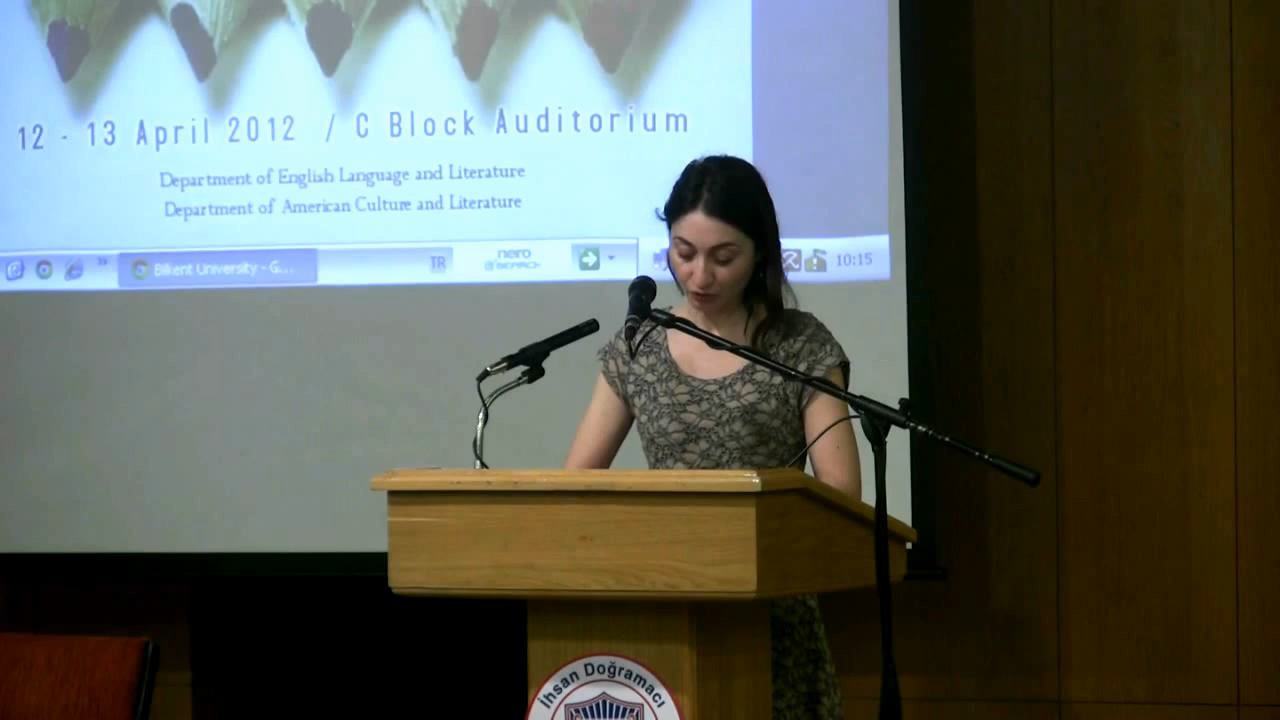 12 - 13 April 2012 / C Block Auditorium
Department of English Language and Literature
Department of American Culture and Literature
Bilkent University - G...
TR
nero
SEARCH
10:15
İhsan Doğramacı